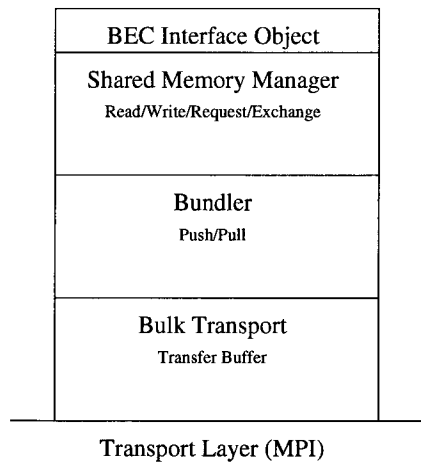 BEC Interface Object
Shared Memory Manager
Read/Write/Request/Exchange
Bundler
Push/Pull
Bulk Transport
Transfer Buffer
Transport Layer (MPI)